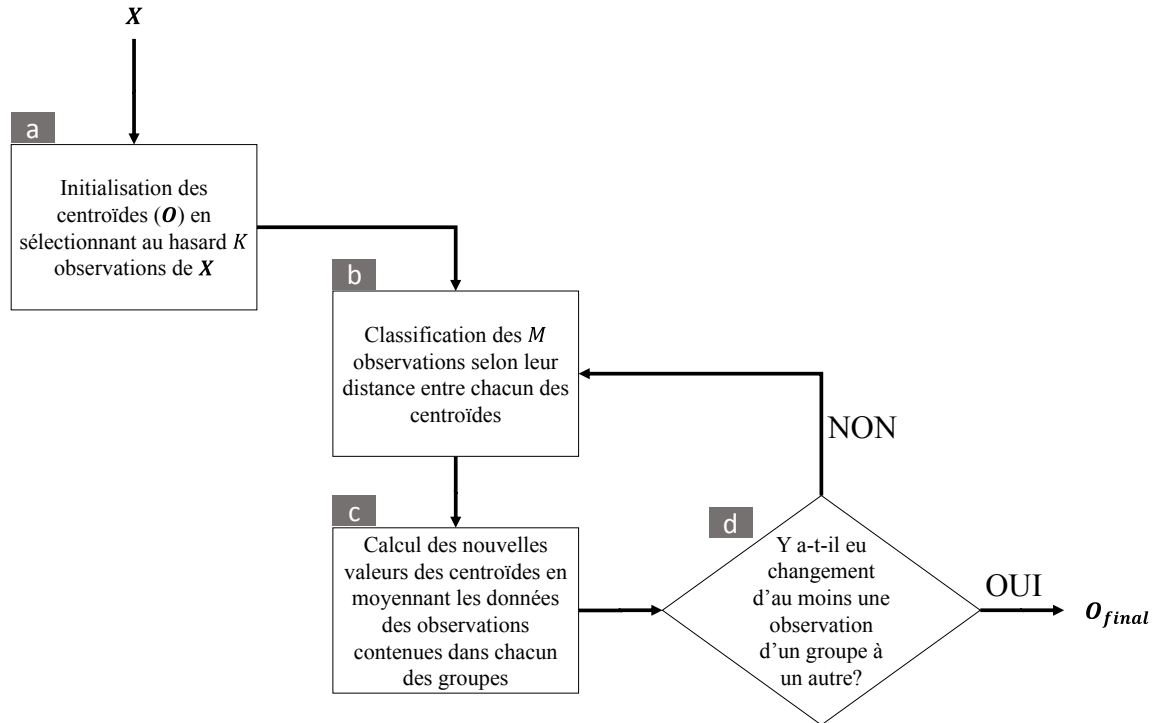 X
a
Initialisation des
centroïdes (O) en
sélectionnant au hasard K
observations de X
b
Classification des M
observations selon leur
distance entre chacun des
centroïdes
NON
c
Calcul des nouvelles
valeurs des centroïdes en
moyennant les données
des observations
contenues dans chacun
des groupes
d
Y a-t-il eu
changement
d'au moins une
observation
d'un groupe à
un autre?
OUI
O_final